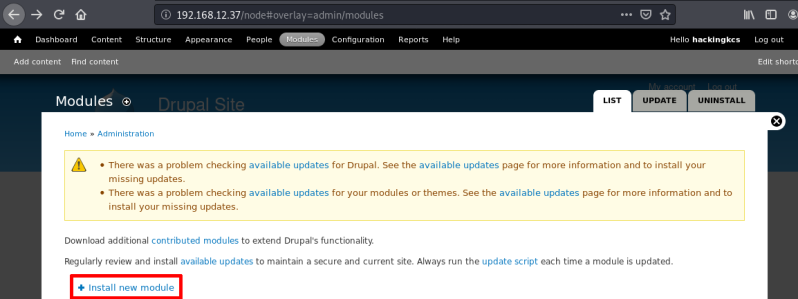 192.168.12.37/node#overlay=admin/modules
Dashboard Content Structure Appearance People Modules Configuration Reports Help Hello hackingkcs Log out
Add content Find content Edit shortc
My account Log out
Modules Drupal Site LIST UPDATE UNINSTALL
Home » Administration
• There was a problem checking available updates for Drupal. See the available updates page for more information and to install your
missing updates.
• There was a problem checking available updates for your modules or themes. See the available updates page for more information and to
install your missing updates.
Download additional contributed modules to extend Drupal's functionality.
Regularly review and install available updates to maintain a secure and current site. Always run the update script each time a module is updated.
+ Install new module